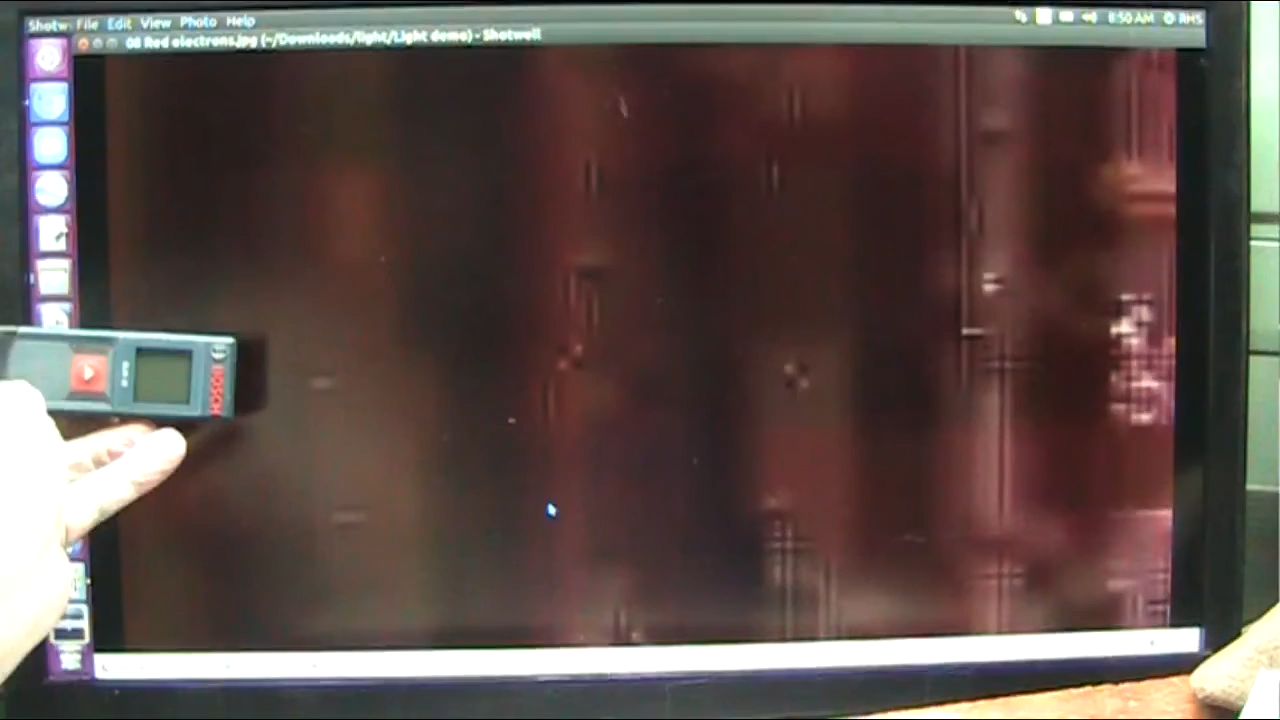 Shotw File Edit View Photo Help
8:50 AM RHS
08 Red electrons.jpg (~/Downloads/light/Light demo) - Shotwell
BOSCH